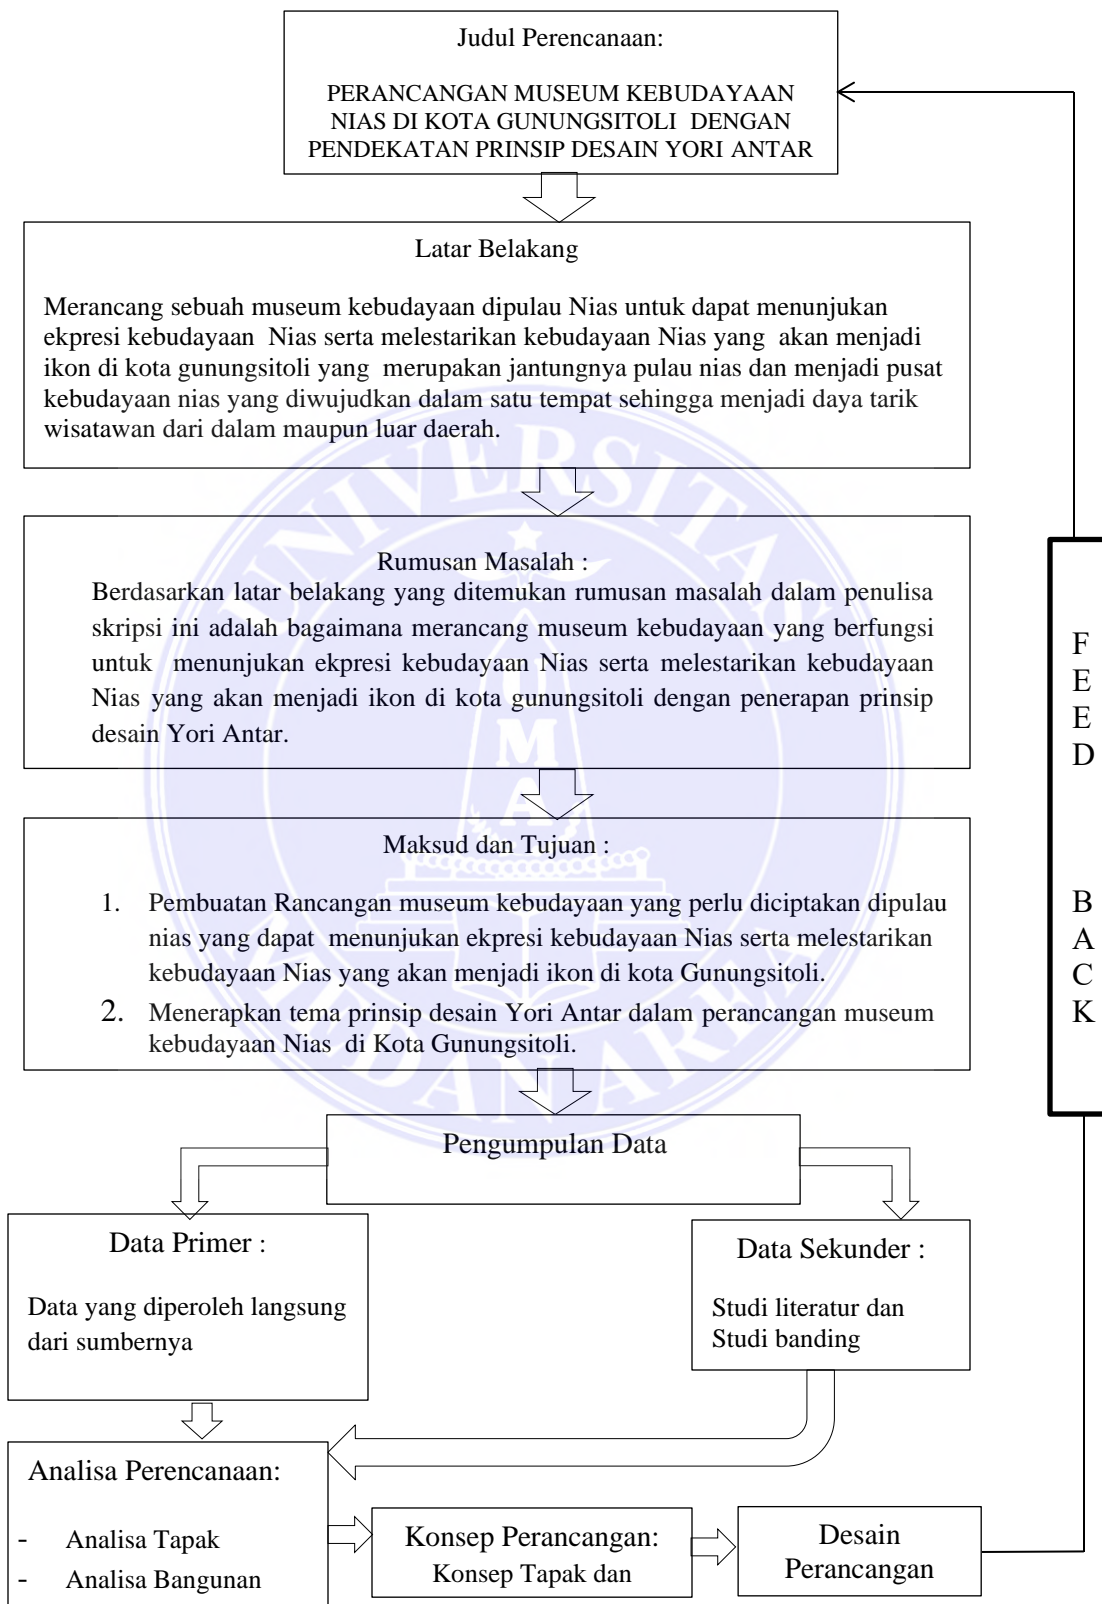 Judul Perencanaan:
PERANCANGAN MUSEUM KEBUDAYAAN
NIAS DI KOTA GUNUNGSITOLI DENGAN
PENDEKATAN PRINSIP DESAIN YORI ANTAR
Latar Belakang
Merancang sebuah museum kebudayaan dipulau Nias untuk dapat menunjukan
ekpresi kebudayaan Nias serta melestarikan kebudayaan Nias yang akan menjadi
ikon di kota gunungsitoli yang merupakan jantungnya pulau nias dan menjadi pusat
kebudayaan nias yang diwujudkan dalam satu tempat sehingga menjadi daya tarik
wisatawan dari dalam maupun luar daerah.
Rumusan Masalah :
Berdasarkan latar belakang yang ditemukan rumusan masalah dalam penulisa
skripsi ini adalah bagaimana merancang museum kebudayaan yang berfungsi
untuk menunjukan ekpresi kebudayaan Nias serta melestarikan kebudayaan
Nias yang akan menjadi ikon di kota gunungsitoli dengan penerapan prinsip
desain Yori Antar.
Maksud dan Tujuan :
1. Pembuatan Rancangan museum kebudayaan yang perlu diciptakan dipulau
nias yang dapat menunjukan ekpresi kebudayaan Nias serta melestarikan
kebudayaan Nias yang akan menjadi ikon di kota Gunungsitoli.
2. Menerapkan tema prinsip desain Yori Antar dalam perancangan museum
kebudayaan Nias di Kota Gunungsitoli.
Pengumpulan Data
Data Primer :
Data yang diperoleh langsung
dari sumbernya
Data Sekunder :
Studi literatur dan
Studi banding
Analisa Perencanaan:
- Analisa Tapak
- Analisa Bangunan
Konsep Perancangan:
Konsep Tapak dan
Desain
Perancangan
F
E
E
D
B
A
C
K
UNIVERSITAS
MEDAN AREA
U
M
A